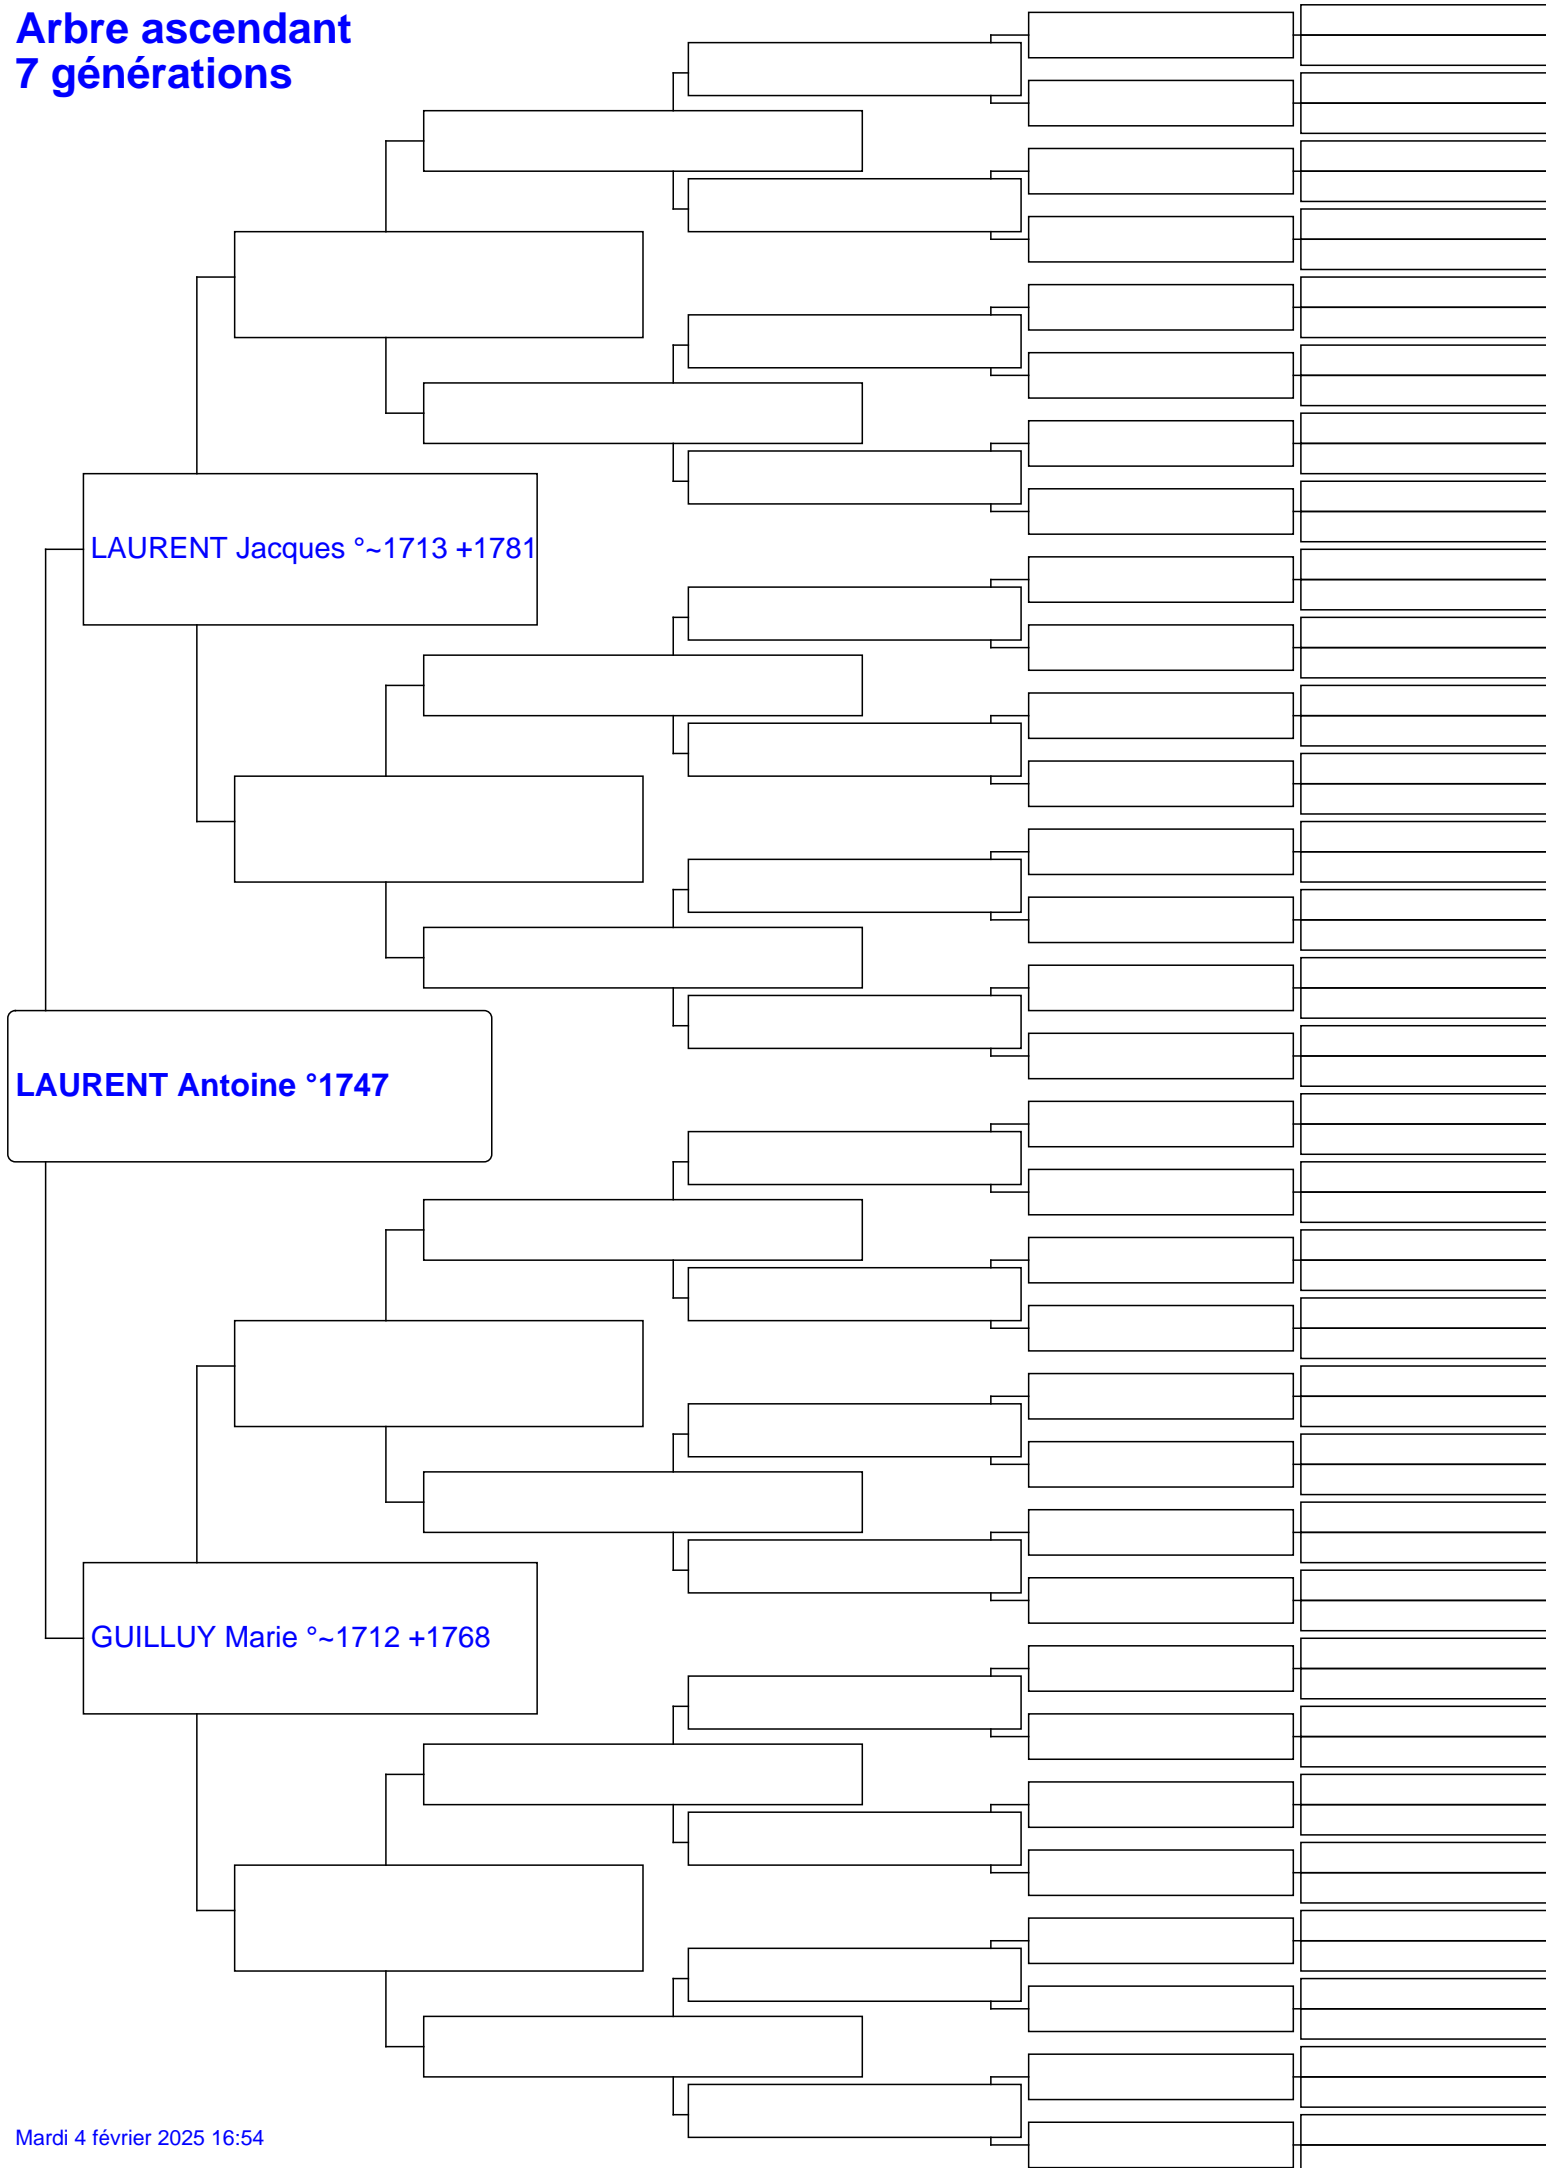 Arbre ascendant
7 générations
LAURENT Jacques °~1713 +1781
LAURENT Antoine °1747
GUILLUY Marie °~1712 +1768
Mardi 4 février 2025 16:54